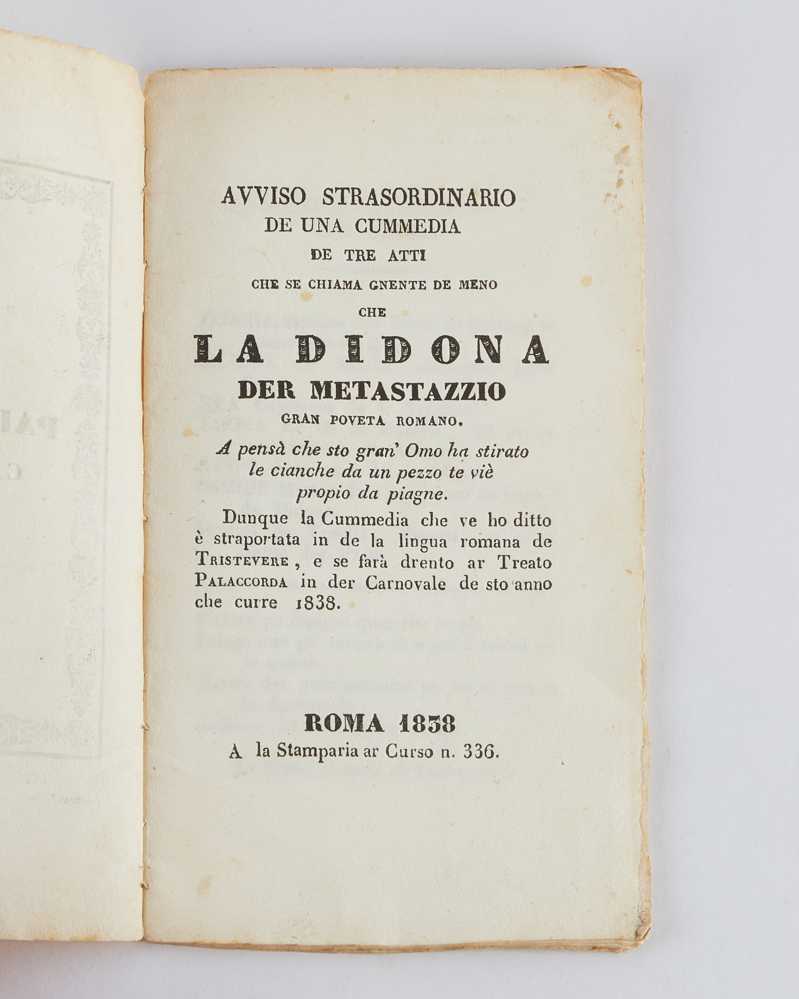 AVVISO STRASORDINARIO
DE UNA CUMMEDIA
DE TRE ATTI
CHE SE CHIAMA GNENTE DE MENO
CHE
LA DIDONA
DER METASTAZZIO
GRAN POVETA ROMANO.
A pensà che sto gran' Omo ha stirato
le cianche da un pezzo te viè
propio da piagne.
Dunque la Cummedia che ve ho ditto
è straportata in de la lingua romana de
TRISTEVERE, e se farà drento ar Treato
PALACCORDA in der Carnovale de sto anno
che curre 1838.
ROMA 1838
A la Stamparia ar Curso n. 336.